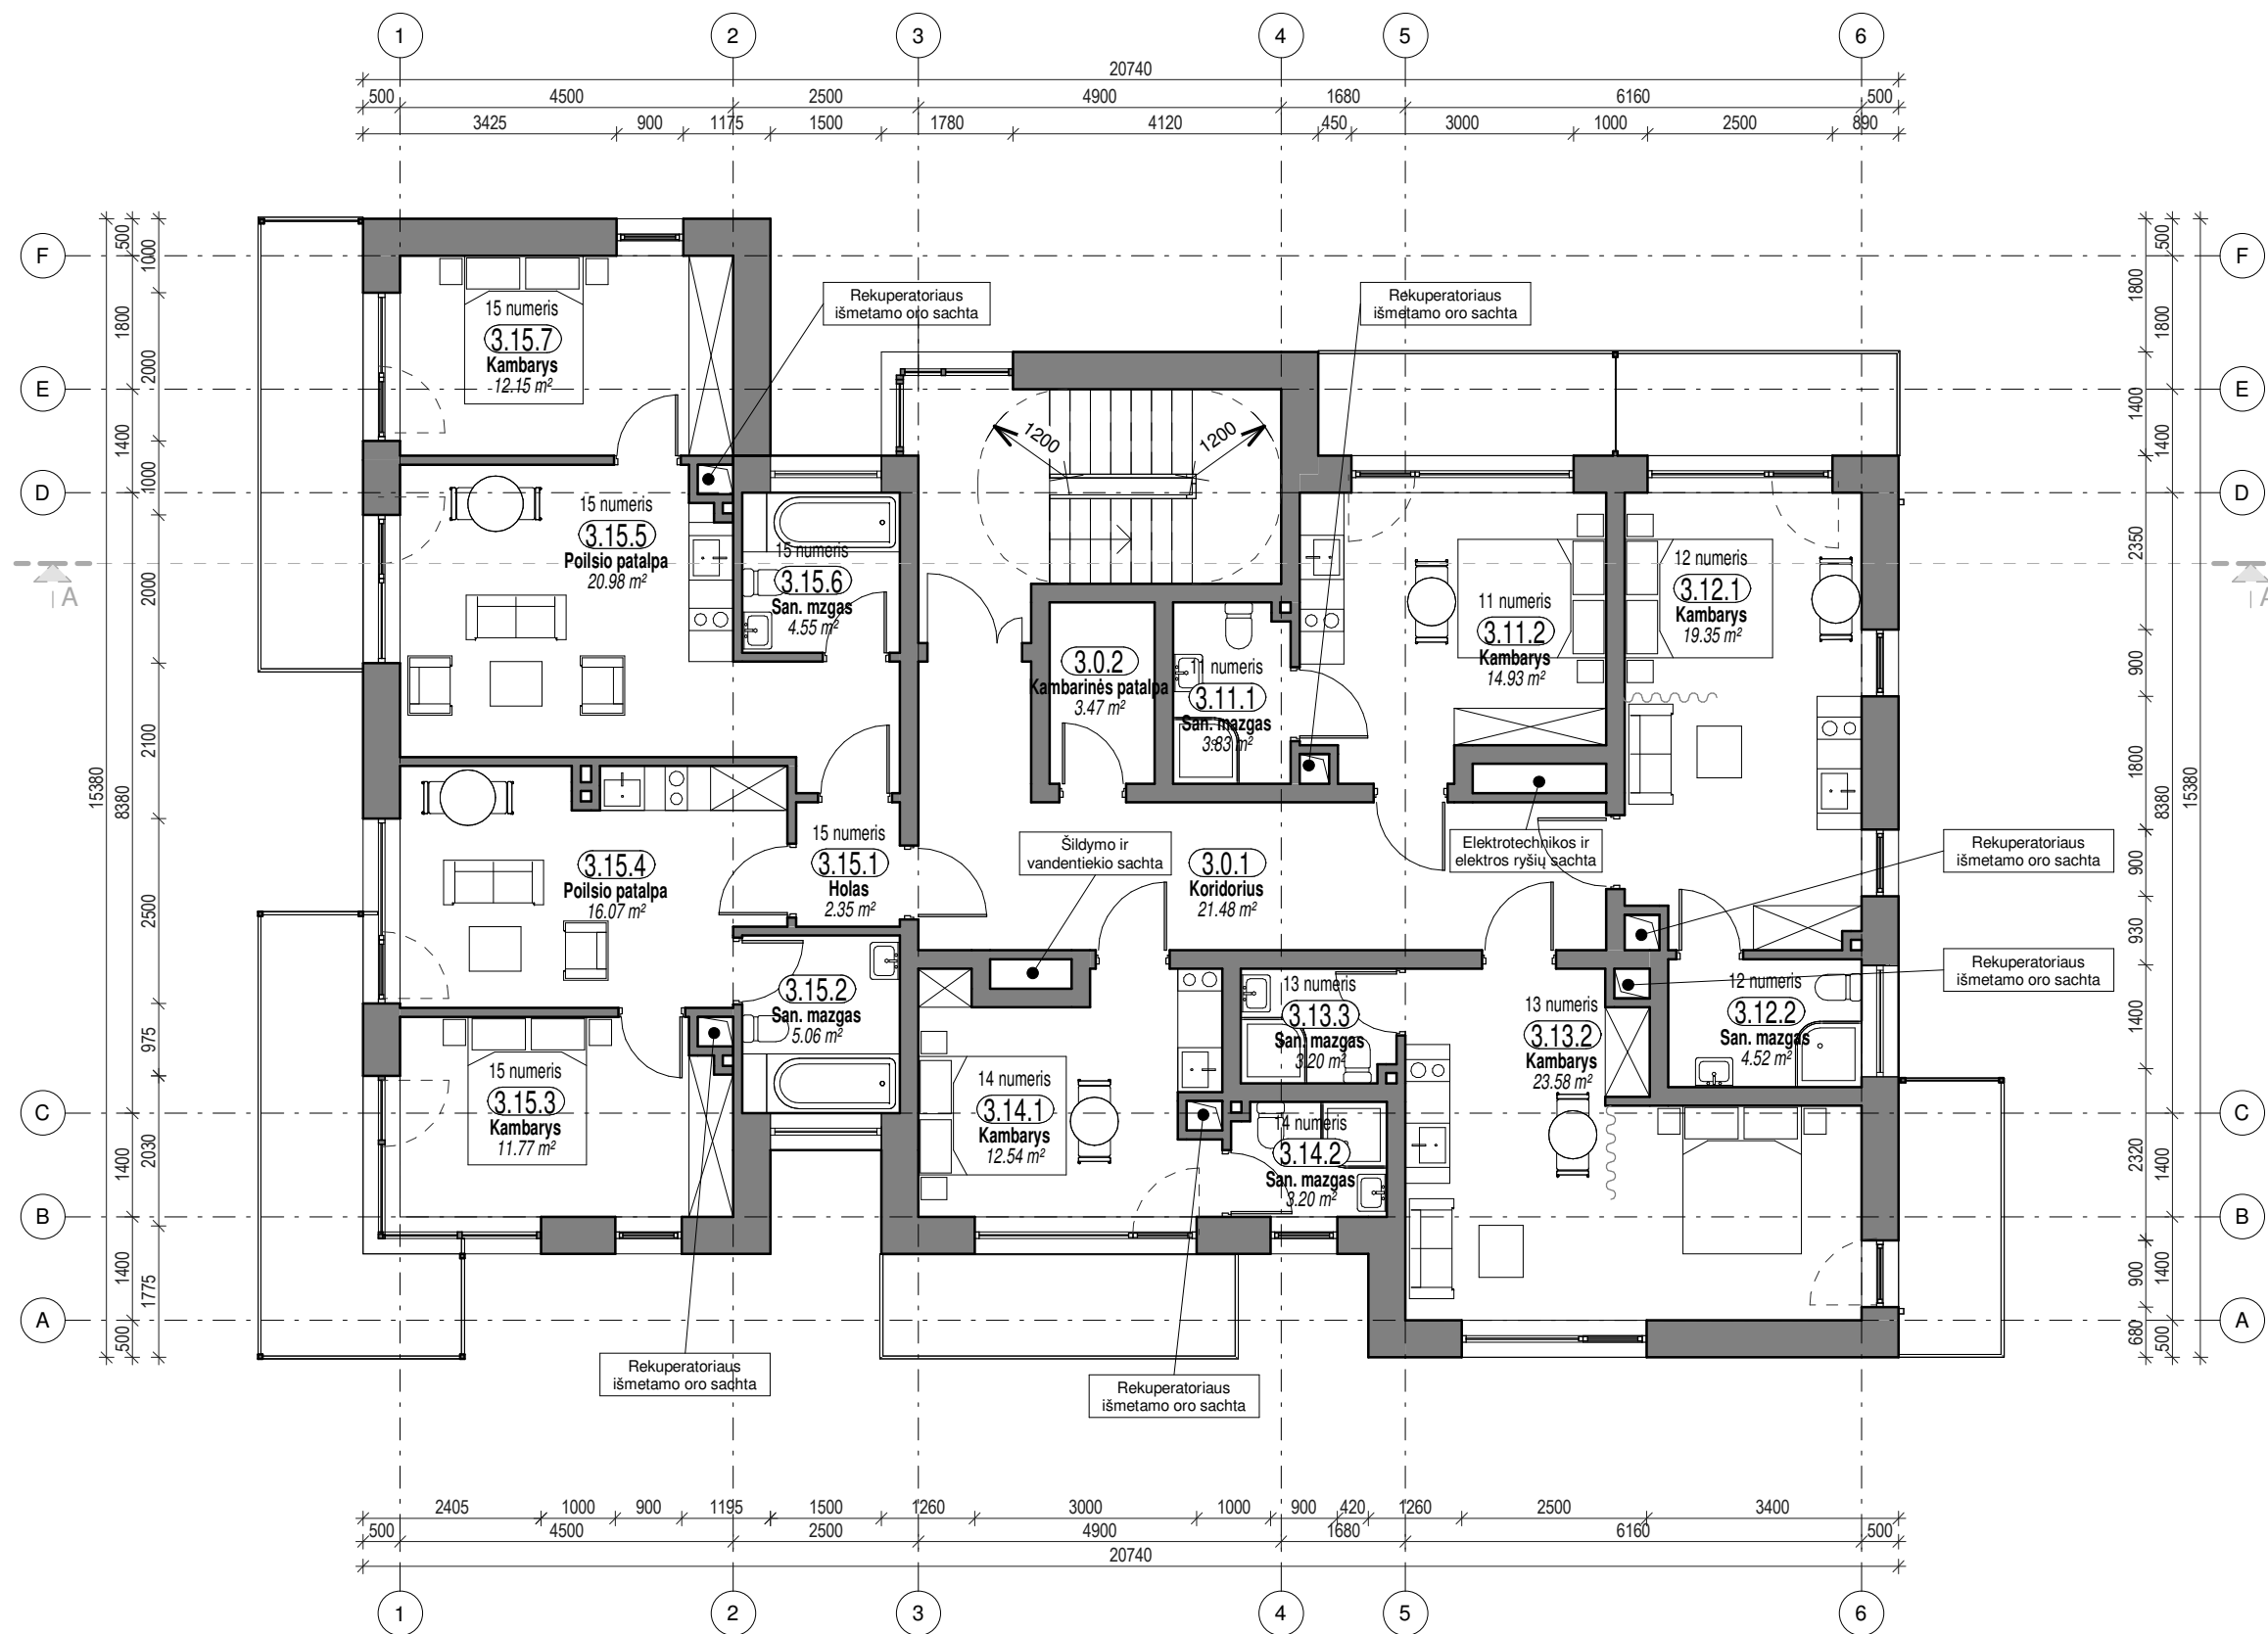 1 2 3 4 5 6
20740
500 4500 2500 4900 1680 6160 500
3425 900 1175 1500 1780 4120 450 3000 1000 2500 890
F
E
D
C
B
A
15380
500
8380
1400
1400
1400
500
1000
1800
2000
1400
1000
2000
2100
2500
975
2030
1775
A
15 numeris
3.15.7
Kambarys
12.15 m²
Rekuperatoriaus
išmetamo oro sachta
Rekuperatoriaus
išmetamo oro sachta
1200
1200
15 numeris
3.15.5
Poilsio patalpa
20.98 m²
15 numeris
3.15.6
San. mzgas
4.55 m²
3.0.2
Kambarinės patalpa
3.47 m²
11 numeris
3.11.1
San. mazgas
3.83 m²
11 numeris
3.11.2
Kambarys
14.93 m²
12 numeris
3.12.1
Kambarys
19.35 m²
15 numeris
3.15.1
Holas
2.35 m²
3.15.4
Poilsio patalpa
16.07 m²
Šildymo ir
vandentiekio sachta
3.0.1
Koridorius
21.48 m²
Elektrotechnikos ir
elektros ryšių sachta
Rekuperatoriaus
išmetamo oro sachta
Rekuperatoriaus
išmetamo oro sachta
3.15.2
San. mazgas
5.06 m²
13 numeris
3.13.3
San. mazgas
3.20 m²
13 numeris
3.13.2
Kambarys
23.58 m²
12 numeris
3.12.2
San. mazgas
4.52 m²
15 numeris
3.15.3
Kambarys
11.77 m²
14 numeris
3.14.1
Kambarys
12.54 m²
14 numeris
3.14.2
San. mazgas
3.20 m²
Rekuperatoriaus
išmetamo oro sachta
Rekuperatoriaus
išmetamo oro sachta
F
E
D
C
B
A
A
1800
1400
2350
900
1800
900
930
1400
2320
900
680
500
1800
1400
8380
1400
1400
500
15380
2405 1000 900 1195 1500 1260 3000 1000 900 420 1260 2500 3400
500 4500 2500 4900 1680 6160 500
20740
1 2 3 4 5 6